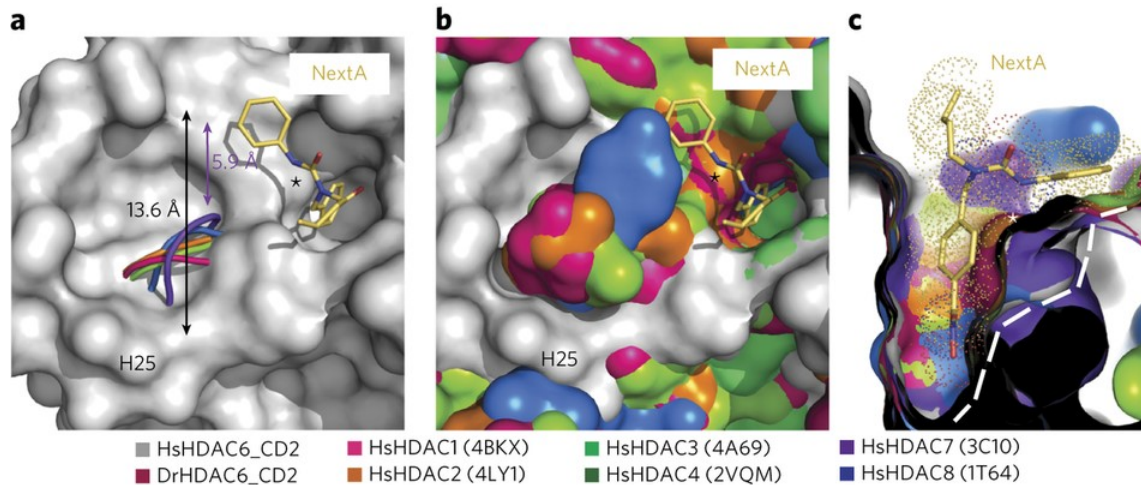 a
NextA
5.9 Å
13.6 Å
*
H25
b
NextA
*
H25
c
NextA
*
HsHDAC6_CD2
HsHDAC1 (4BKX)
HsHDAC3 (4A69)
HsHDAC7 (3C10)
DrHDAC6_CD2
HsHDAC2 (4LY1)
HsHDAC4 (2VQM)
HsHDAC8 (1T64)